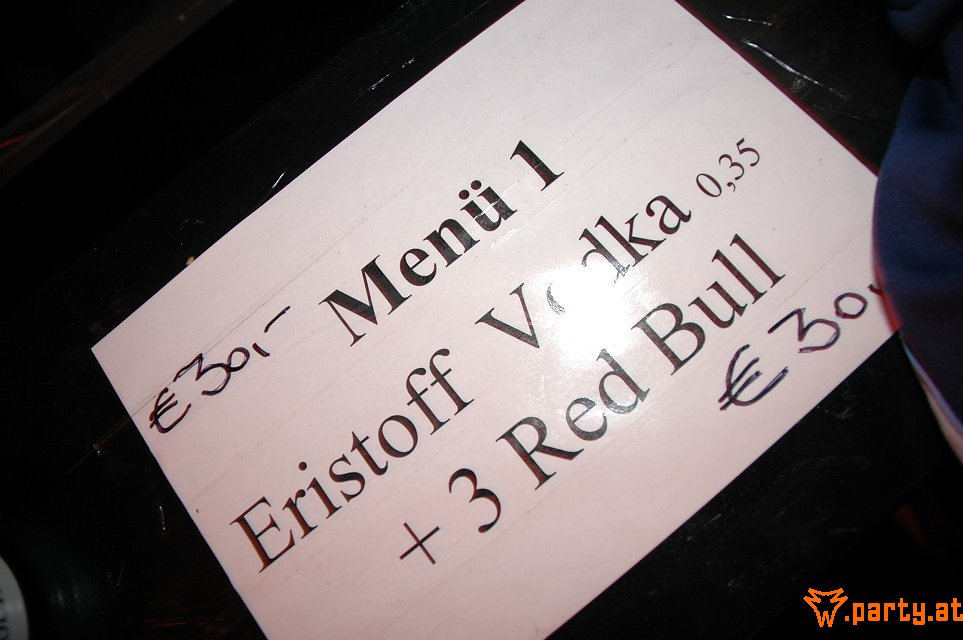 Menü 1
€30,-
Eristoff Vodka 0,35
+ 3 Red Bull
€ 30,
party.at